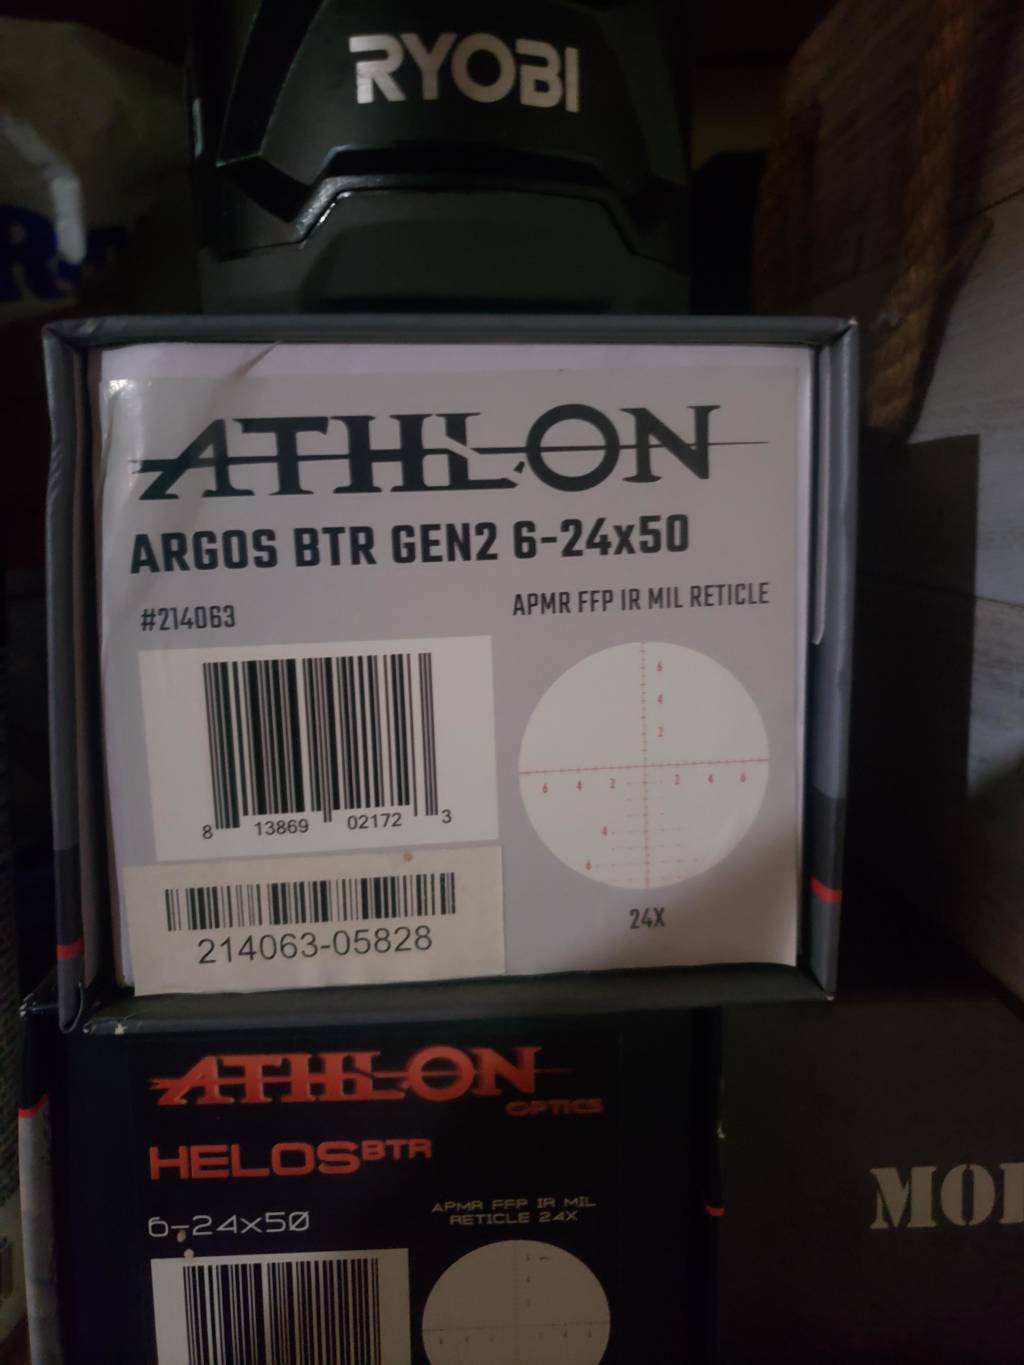 RYOBI
ATHLON
ARGOS BTR GEN2 6-24x50
#214063
APMR FFP IR MIL RETICLE
6
4
2
6 4 2 2 4 6
4
6
8 13869 02172 3
24X
214063-05828
ATHLON
OPTICS
HELOS BTR
6-24x50
APMR FFP IR MIL
RETICLE 24X